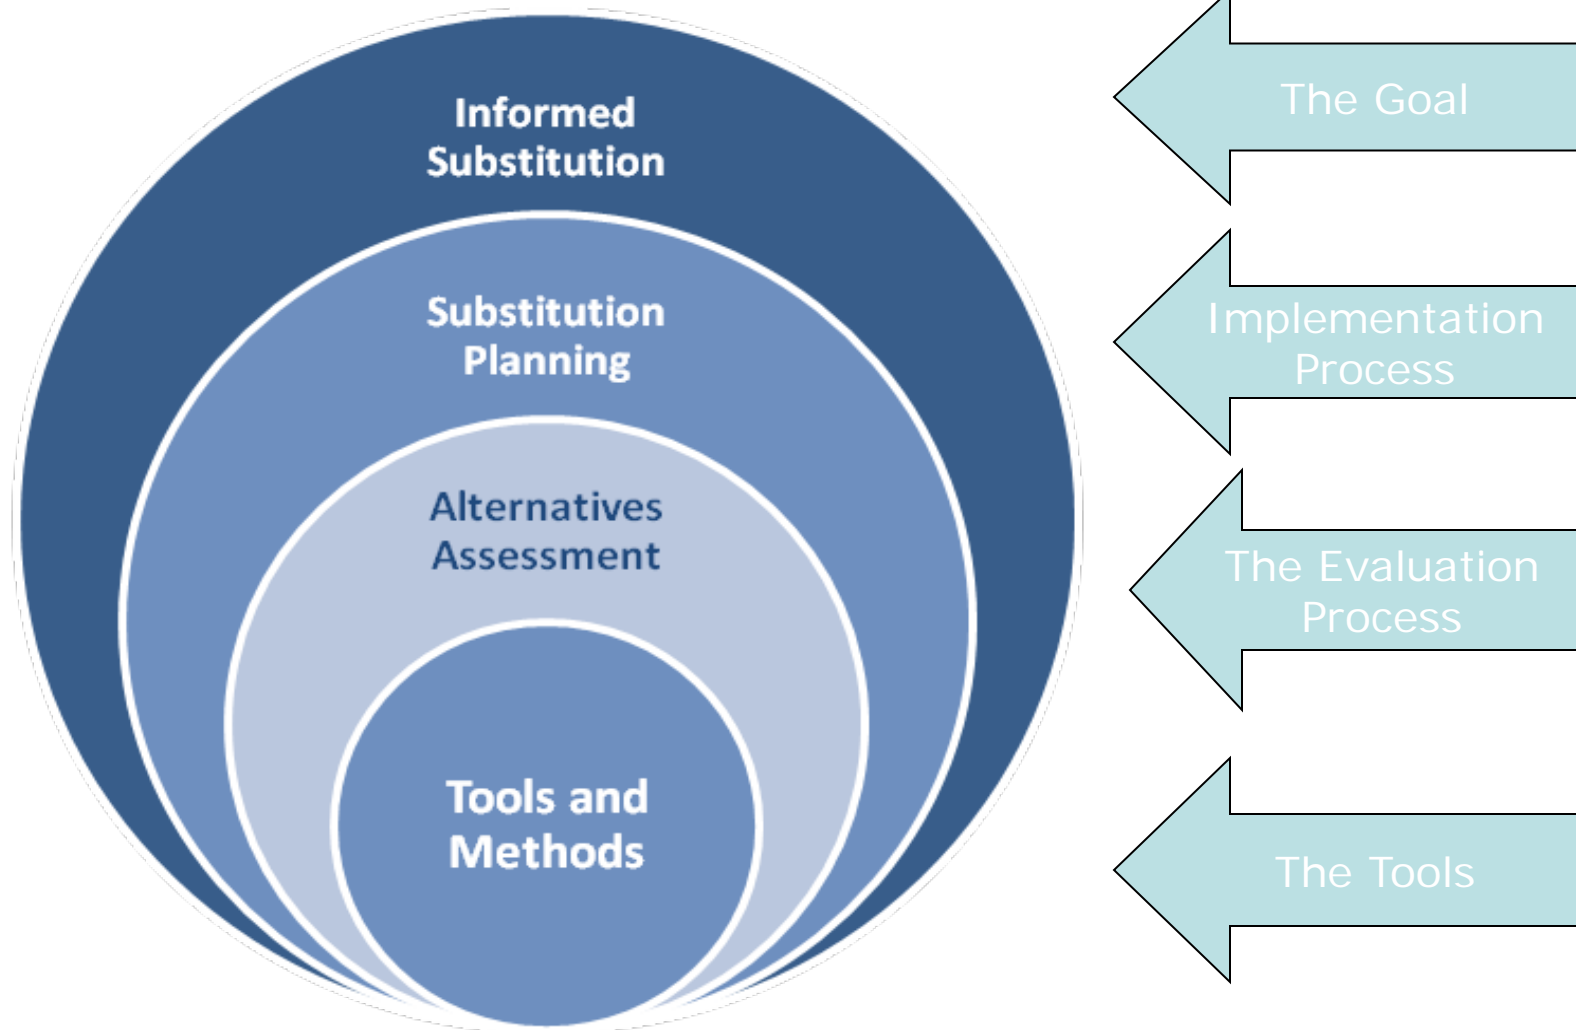 Informed
Substitution
The Goal
Substitution
Planning
Implementation
Process
Alternatives
Assessment
The Evaluation
Process
Tools and
Methods
The Tools